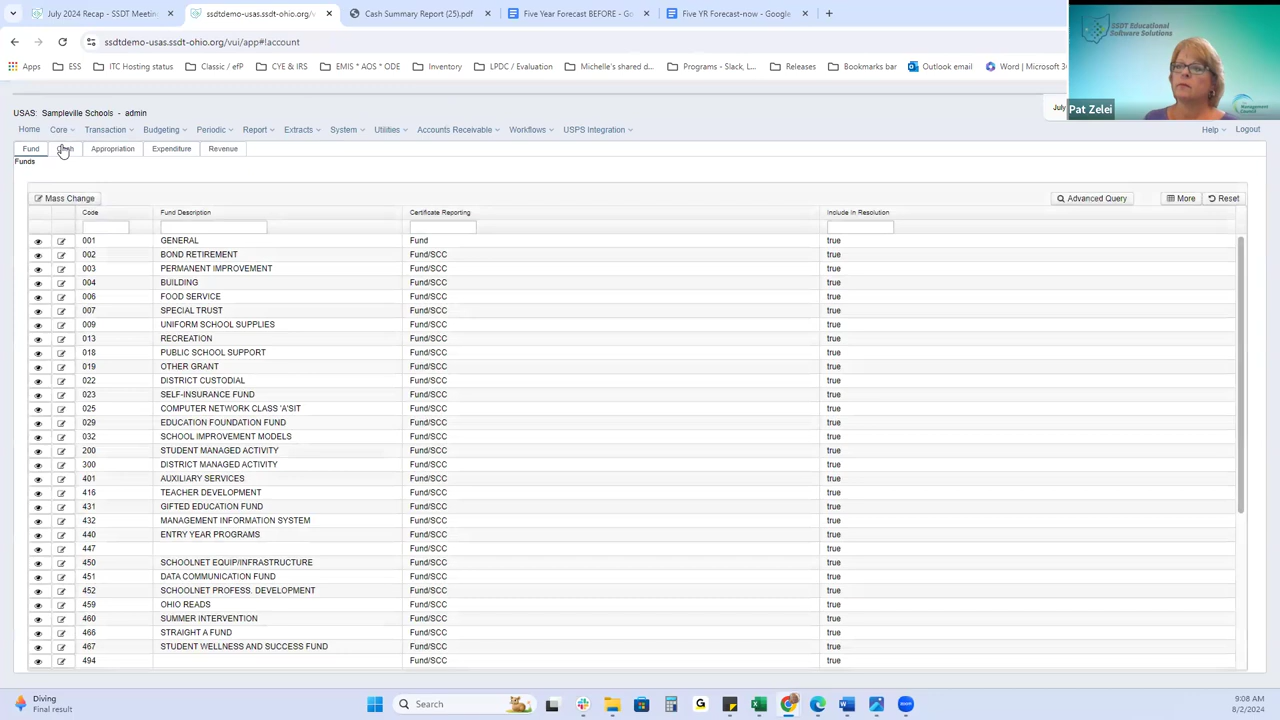 July 2024 Recap - SSDT Meetin
ssdtdemo-usas.ssdt-ohio.org/v
6th Summary Report (25).pdf
Five Year Forecast BEFORE - Go
Five YR Forecast-now - Google
ssdtdemo-usas.ssdt-ohio.org/vui/app#!account
Apps
ESS
ITC Hosting status
Classic / efP
CYE & IRS
EMIS * AOS * ODE
Inventory
LPDC / Evaluation
Michelle's shared d...
Programs - Slack, L...
Releases
Bookmarks bar
Outlook email
Word | Microsoft 3
SSDT Educational
Software Solutions
Pat Zelei
Management
Council
July
USAS: Sampleville Schools - admin
Home Core Transaction Budgeting Periodic Report Extracts System Utilities Accounts Receivable Workflows USPS Integration Help Logout
Fund Appropriation Expenditure Revenue
Funds
Mass Change Advanced Query More Reset
Code Fund Description Certificate Reporting Include In Resolution
001 GENERAL Fund true
002 BOND RETIREMENT Fund/SCC true
003 PERMANENT IMPROVEMENT Fund/SCC true
004 BUILDING Fund/SCC true
006 FOOD SERVICE Fund/SCC true
007 SPECIAL TRUST Fund/SCC true
009 UNIFORM SCHOOL SUPPLIES Fund/SCC true
013 RECREATION Fund/SCC true
018 PUBLIC SCHOOL SUPPORT Fund/SCC true
019 OTHER GRANT Fund/SCC true
022 DISTRICT CUSTODIAL Fund/SCC true
023 SELF-INSURANCE FUND Fund/SCC true
025 COMPUTER NETWORK CLASS 'A'SIT Fund/SCC true
029 EDUCATION FOUNDATION FUND Fund/SCC true
032 SCHOOL IMPROVEMENT MODELS Fund/SCC true
200 STUDENT MANAGED ACTIVITY Fund/SCC true
300 DISTRICT MANAGED ACTIVITY Fund/SCC true
401 AUXILIARY SERVICES Fund/SCC true
416 TEACHER DEVELOPMENT Fund/SCC true
431 GIFTED EDUCATION FUND Fund/SCC true
432 MANAGEMENT INFORMATION SYSTEM Fund/SCC true
440 ENTRY YEAR PROGRAMS Fund/SCC true
447 Fund/SCC true
450 SCHOOLNET EQUIP/INFRASTRUCTURE Fund/SCC true
451 DATA COMMUNICATION FUND Fund/SCC true
452 SCHOOLNET PROFESS. DEVELOPMENT Fund/SCC true
459 OHIO READS Fund/SCC true
460 SUMMER INTERVENTION Fund/SCC true
466 STRAIGHT A FUND Fund/SCC true
467 STUDENT WELLNESS AND SUCCESS FUND Fund/SCC true
494 Fund/SCC true
Diving
Final result
Search
9:08 AM
8/2/2024